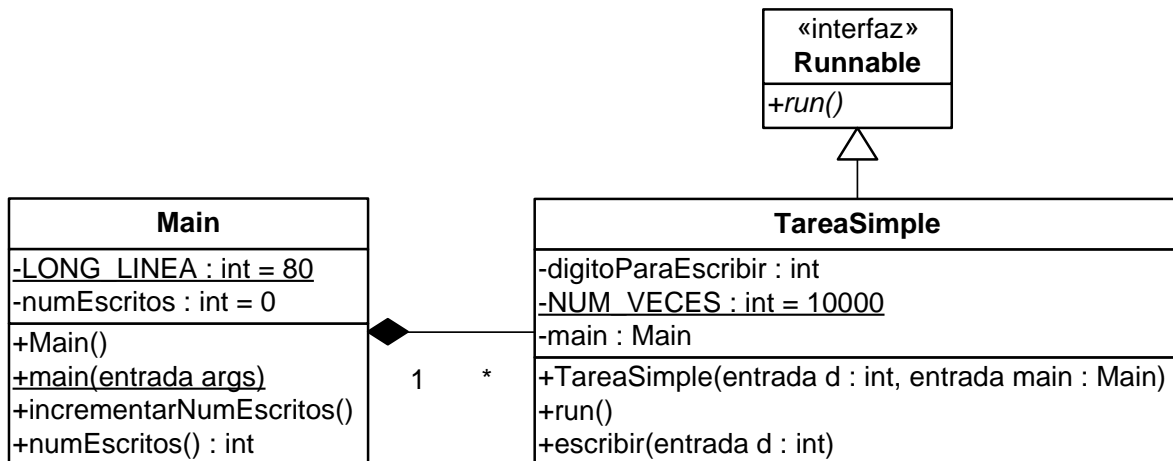 «interfaz»
Runnable
+run()
Main
-LONG_LINEA : int = 80
-numEscritos : int = 0
+Main()
+main(entrada args)
+incrementarNumEscritos()
+numEscritos() : int
1 *
TareaSimple
-digitoParaEscribir : int
-NUM_VECES : int = 10000
-main : Main
+TareaSimple(entrada d : int, entrada main : Main)
+run()
+escribir(entrada d : int)